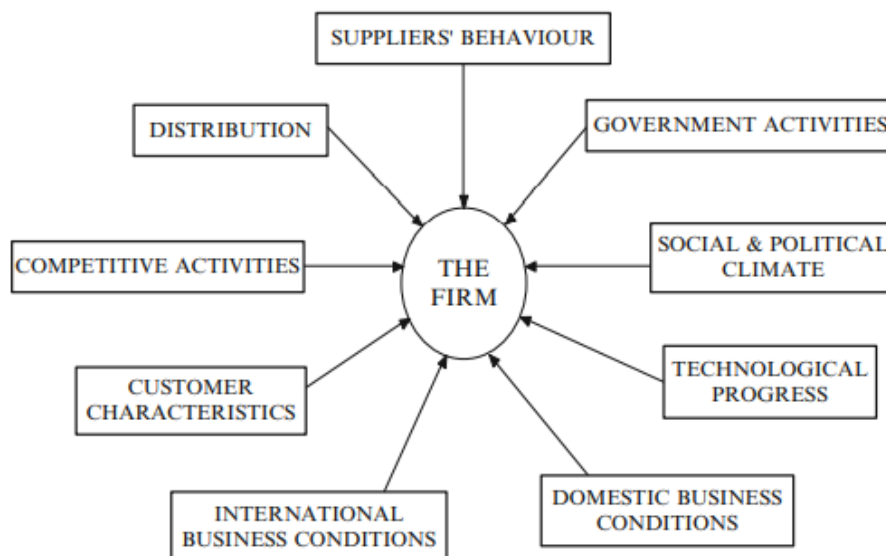 SUPPLIERS' BEHAVIOUR
DISTRIBUTION
GOVERNMENT ACTIVITIES
COMPETITIVE ACTIVITIES
THE
FIRM
SOCIAL & POLITICAL
CLIMATE
CUSTOMER
CHARACTERISTICS
TECHNOLOGICAL
PROGRESS
INTERNATIONAL
BUSINESS CONDITIONS
DOMESTIC BUSINESS
CONDITIONS